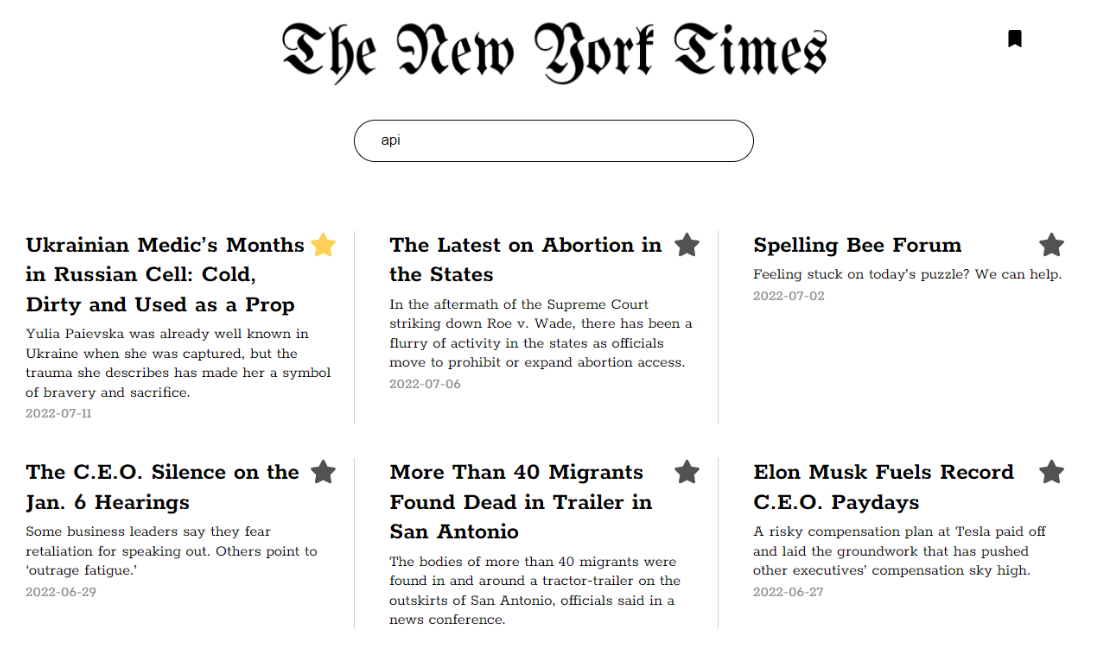 The New York Times
api
Ukrainian Medic’s Months
in Russian Cell: Cold,
Dirty and Used as a Prop
Yulia Paievska was already well known in
Ukraine when she was captured, but the
trauma she describes has made her a symbol
of bravery and sacrifice.
2022-07-11
The Latest on Abortion in
the States
In the aftermath of the Supreme Court
striking down Roe v. Wade, there has been a
flurry of activity in the states as officials
move to prohibit or expand abortion access.
2022-07-06
Spelling Bee Forum
Feeling stuck on today’s puzzle? We can help.
2022-07-02
The C.E.O. Silence on the
Jan. 6 Hearings
Some business leaders say they fear
retaliation for speaking out. Others point to
‘outrage fatigue.’
2022-06-29
More Than 40 Migrants
Found Dead in Trailer in
San Antonio
The bodies of more than 40 migrants were
found in and around a tractor-trailer on the
outskirts of San Antonio, officials said in a
news conference.
Elon Musk Fuels Record
C.E.O. Paydays
A risky compensation plan at Tesla paid off
and laid the groundwork that has pushed
other executives’ compensation sky high.
2022-06-27